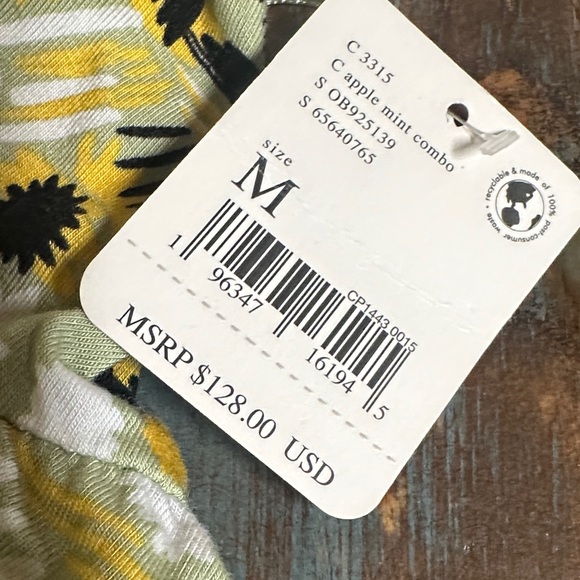 C 3315
C apple mint combo
S OB925139
S 65640765
size
M
recyclable & made of 100% post-consumer waste
CP1443 0015
1 96347 16194 5
MSRP $128.00 USD